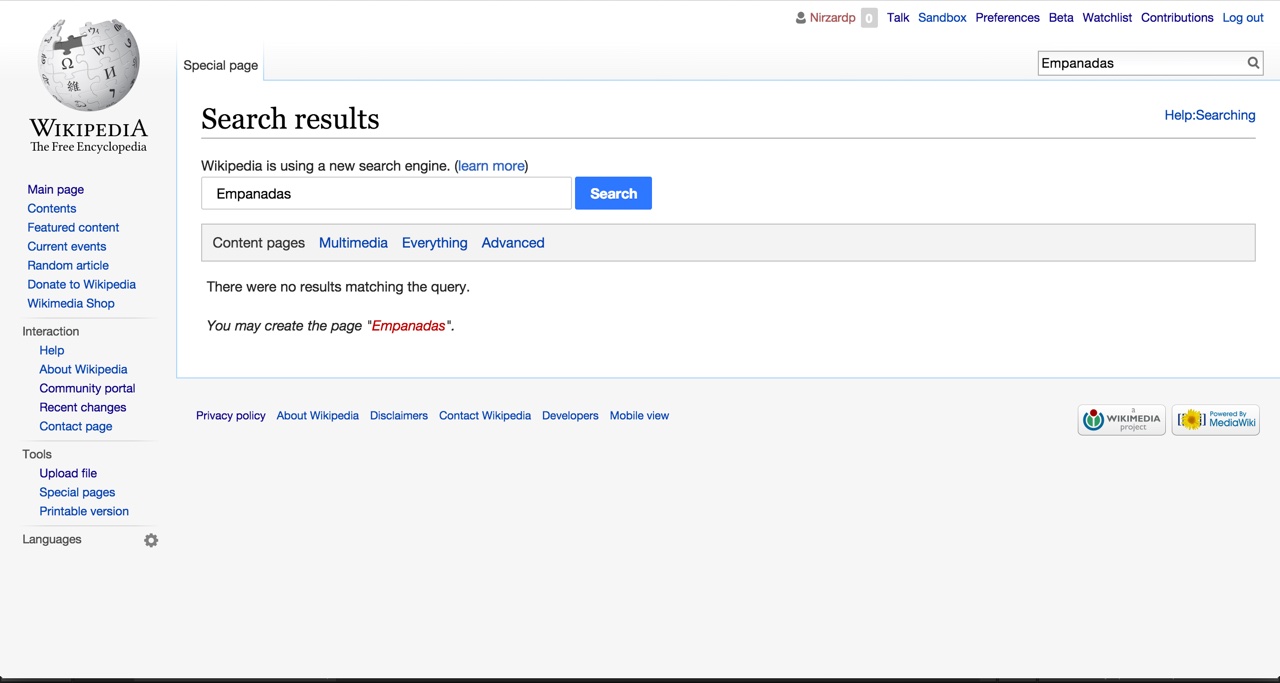 Nirzardp 0 Talk Sandbox Preferences Beta Watchlist Contributions Log out
Special page
Empanadas
WIKIPEDIA
The Free Encyclopedia
Main page
Contents
Featured content
Current events
Random article
Donate to Wikipedia
Wikimedia Shop
Interaction
Help
About Wikipedia
Community portal
Recent changes
Contact page
Tools
Upload file
Special pages
Printable version
Languages
Search results
Help:Searching
Wikipedia is using a new search engine. (learn more)
Empanadas Search
Content pages Multimedia Everything Advanced
There were no results matching the query.
You may create the page "Empanadas".
Privacy policy About Wikipedia Disclaimers Contact Wikipedia Developers Mobile view
a
WIKIMEDIA
project
Powered By
MediaWiki